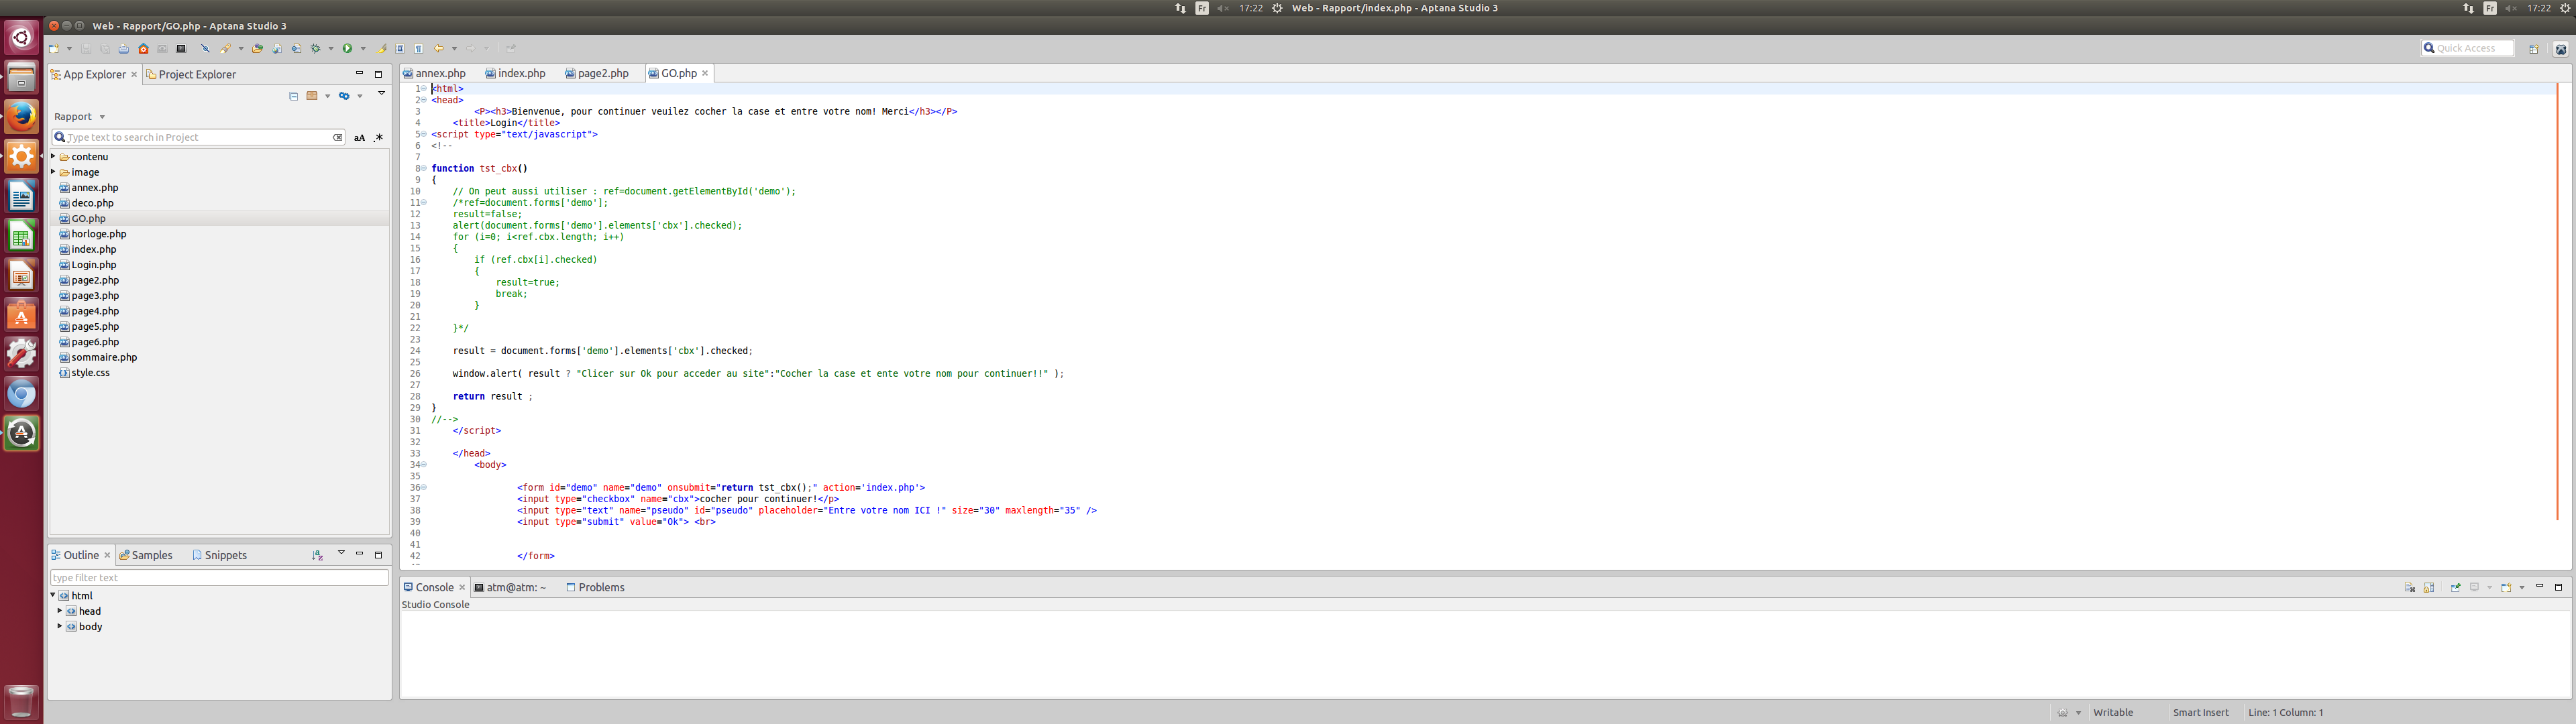 Fr 17:22 Web - Rapport/index.php - Aptana Studio 3 Fr 17:22
Web - Rapport/GO.php - Aptana Studio 3
Quick Access
App Explorer Project Explorer
Rapport
Type text to search in Project aA .*
contenu
image
annex.php
deco.php
GO.php
horloge.php
index.php
Login.php
page2.php
page3.php
page4.php
page5.php
page6.php
sommaire.php
style.css
Outline Samples Snippets
type filter text
html
head
body
annex.php index.php page2.php GO.php
1 <html>
2 <head>
3 <P><h3>Bienvenue, pour continuer veuilez cocher la case et entre votre nom! Merci</h3></P>
4 <title>Login</title>
5 <script type="text/javascript">
6 <!--
7
8 function tst_cbx()
9 {
10 // On peut aussi utiliser : ref=document.getElementById('demo');
11 /*ref=document.forms['demo'];
12 result=false;
13 alert(document.forms['demo'].elements['cbx'].checked);
14 for (i=0; i<ref.cbx.length; i++)
15 {
16 if (ref.cbx[i].checked)
17 {
18 result=true;
19 break;
20 }
21
22 }*/
23
24 result = document.forms['demo'].elements['cbx'].checked;
25
26 window.alert( result ? "Clicer sur Ok pour acceder au site":"Cocher la case et ente votre nom pour continuer!!" );
27
28 return result ;
29 }
30 //-->
31 </script>
32
33 </head>
34 <body>
35
36 <form id="demo" name="demo" onsubmit="return tst_cbx();" action='index.php'>
37 <input type="checkbox" name="cbx">cocher pour continuer!</p>
38 <input type="text" name="pseudo" id="pseudo" placeholder="Entre votre nom ICI !" size="30" maxlength="35" />
39 <input type="submit" value="Ok"> <br>
40
41
42 </form>
Console atm@atm: ~ Problems
Studio Console
Writable Smart Insert Line: 1 Column: 1